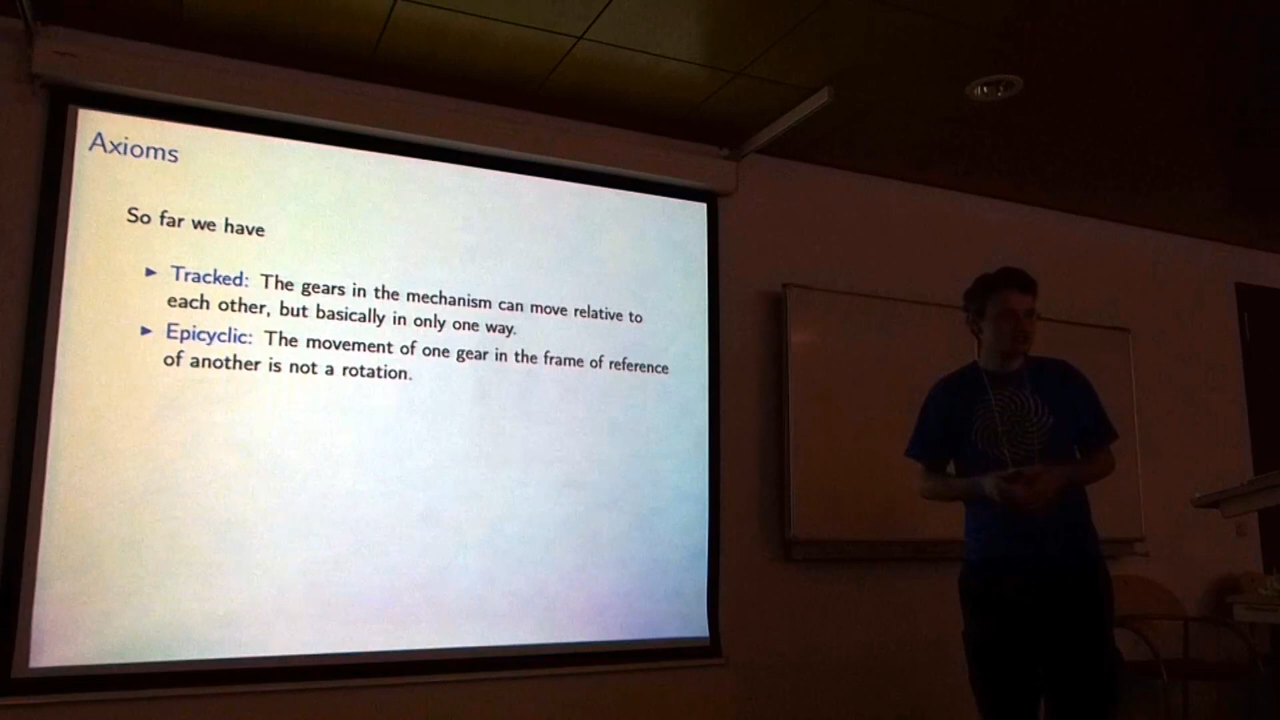 Axioms
So far we have
► Tracked: The gears in the mechanism can move relative to
each other, but basically in only one way.
► Epicyclic: The movement of one gear in the frame of reference
of another is not a rotation.